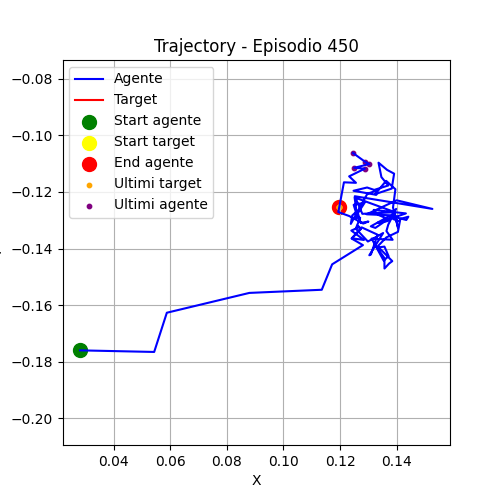 Trajectory - Episodio 450
Agente
Target
Start agente
Start target
End agente
Ultimi target
Ultimi agente
−0.08
−0.10
−0.12
−0.14
−0.16
−0.18
−0.20
0.04 0.06 0.08 0.10 0.12 0.14
X